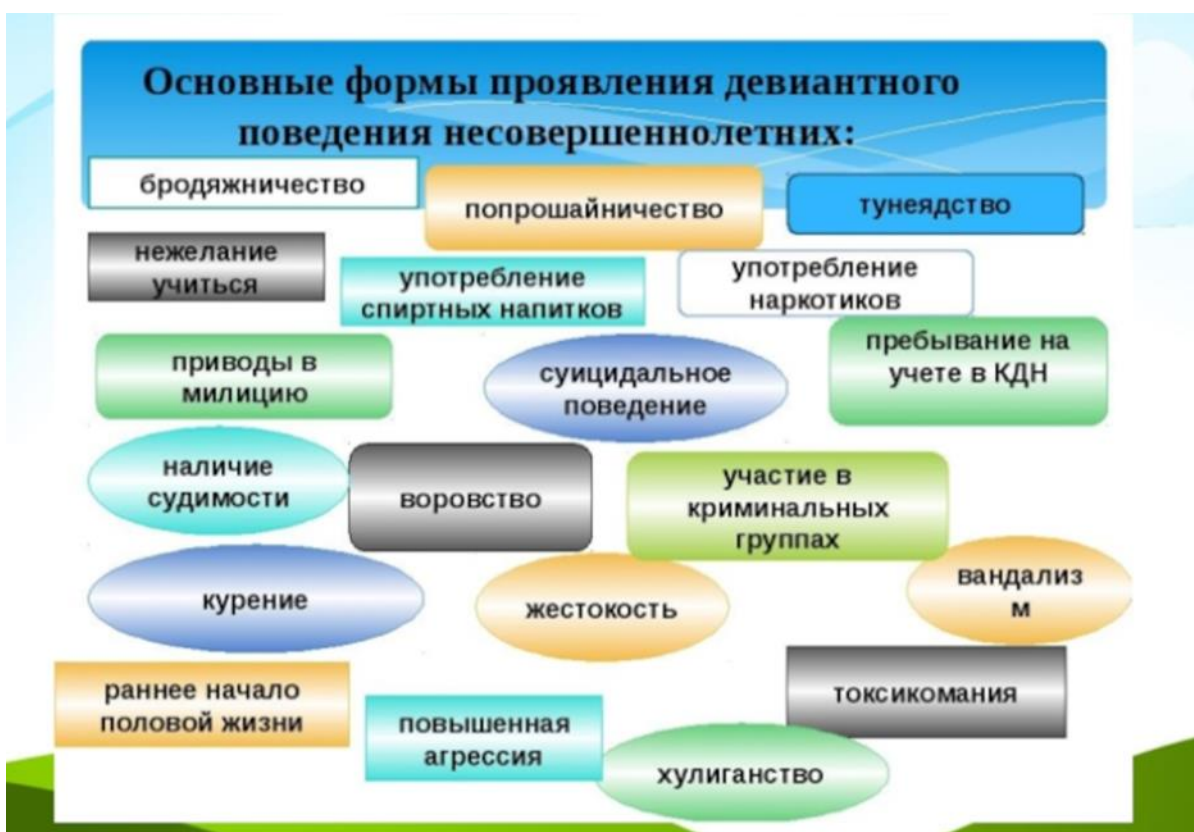 Основные формы проявления девиантного
поведения несовершеннолетних:
бродяжничество
попрошайничество
тунеядство
нежелание
учиться
употребление
спиртных напитков
употребление
наркотиков
приводы в
милицию
суицидальное
поведение
пребывание на
учете в КДН
наличие
судимости
воровство
участие в
криминальных
группах
курение
жестокость
вандализ
м
раннее начало
половой жизни
повышенная
агрессия
токсикомания
хулиганство